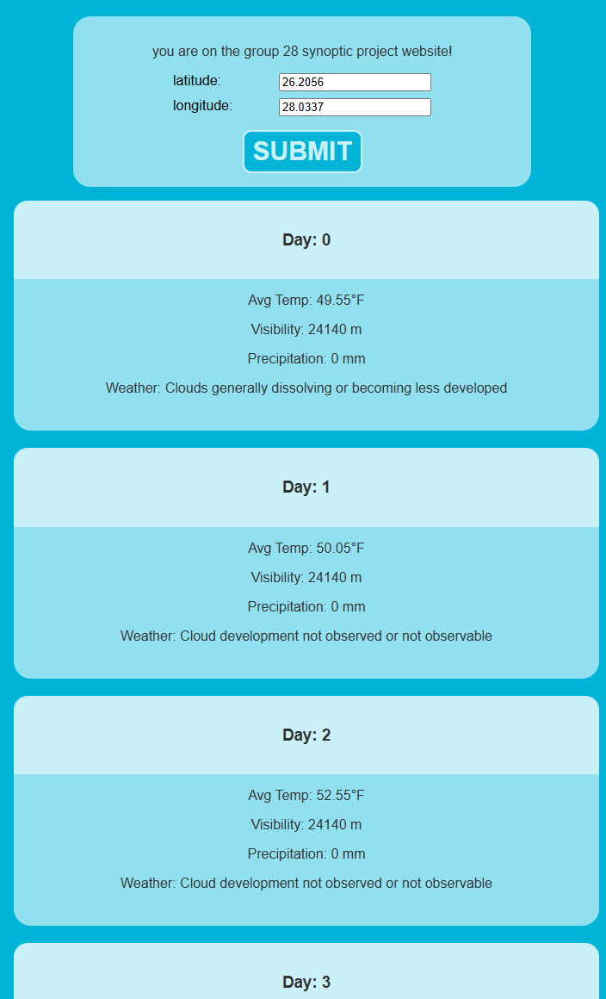 you are on the group 28 synoptic project website!
latitude: 26.2056
longitude: 28.0337
SUBMIT
Day: 0
Avg Temp: 49.55°F
Visibility: 24140 m
Precipitation: 0 mm
Weather: Clouds generally dissolving or becoming less developed
Day: 1
Avg Temp: 50.05°F
Visibility: 24140 m
Precipitation: 0 mm
Weather: Cloud development not observed or not observable
Day: 2
Avg Temp: 52.55°F
Visibility: 24140 m
Precipitation: 0 mm
Weather: Cloud development not observed or not observable
Day: 3